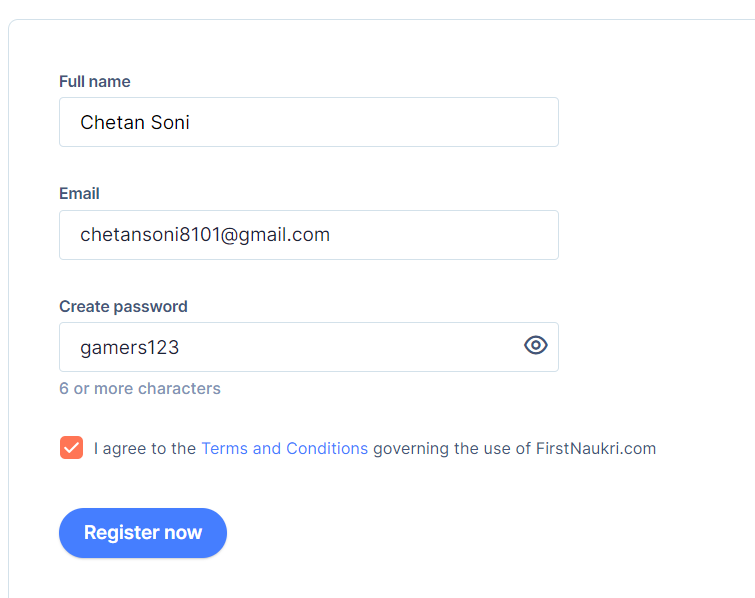 Full name
Chetan Soni
Email
chetansoni8101@gmail.com
Create password
gamers123
6 or more characters
I agree to the Terms and Conditions governing the use of FirstNaukri.com
Register now